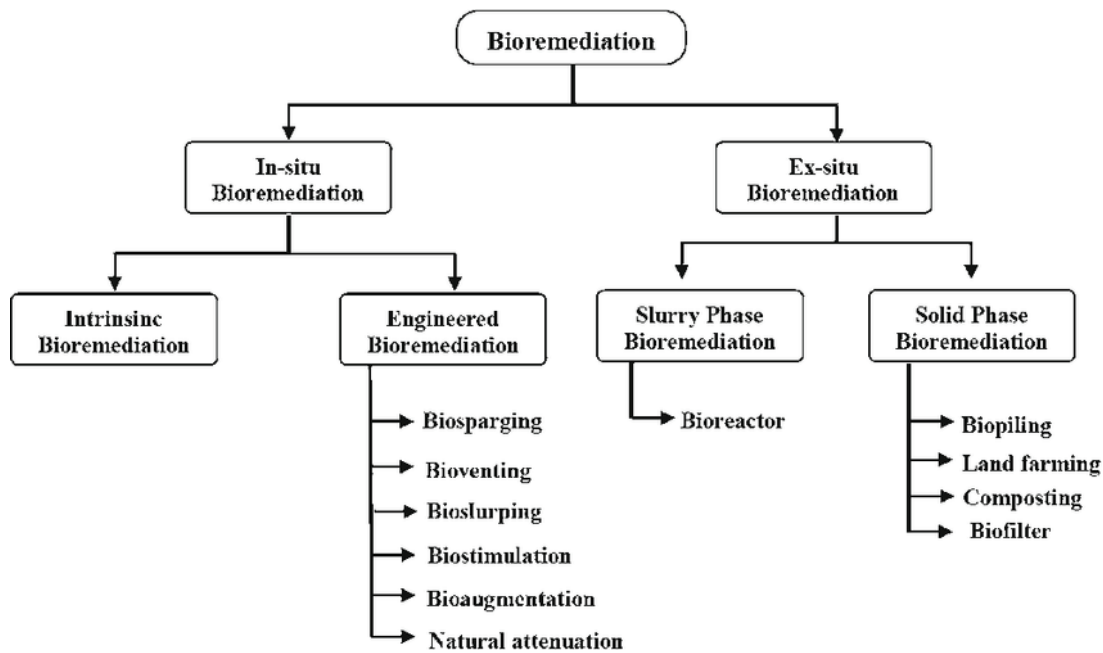 Bioremediation
In-situ
Bioremediation
Ex-situ
Bioremediation
Intrinsinc
Bioremediation
Engineered
Bioremediation
Slurry Phase
Bioremediation
Solid Phase
Bioremediation
Biosparging
Bioventing
Bioslurping
Biostimulation
Bioaugmentation
Natural attenuation
Bioreactor
Biopiling
Land farming
Composting
Biofilter